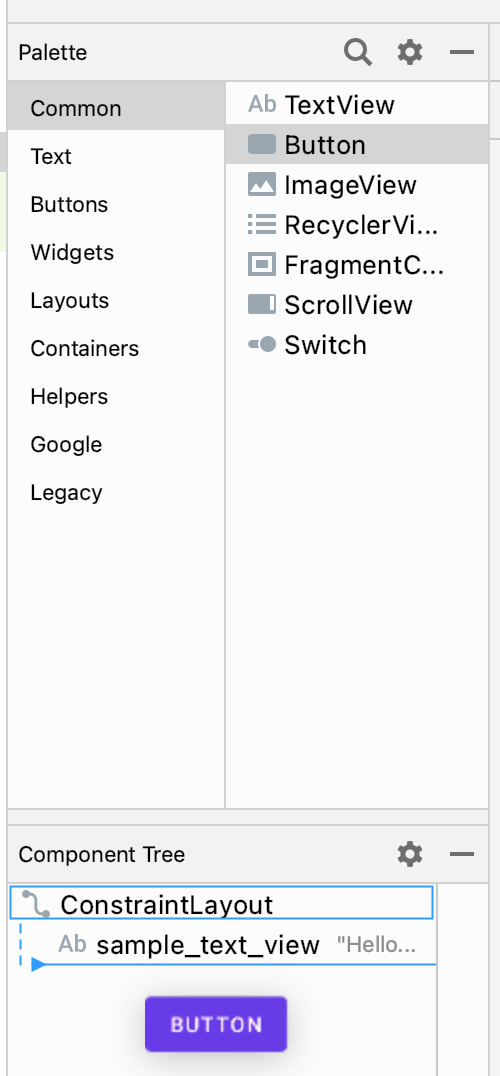 Palette
Common
Text
Buttons
Widgets
Layouts
Containers
Helpers
Google
Legacy
Ab TextView
Button
ImageView
RecyclerVi...
FragmentC...
ScrollView
Switch
Component Tree
ConstraintLayout
Ab sample_text_view "Hello...
BUTTON